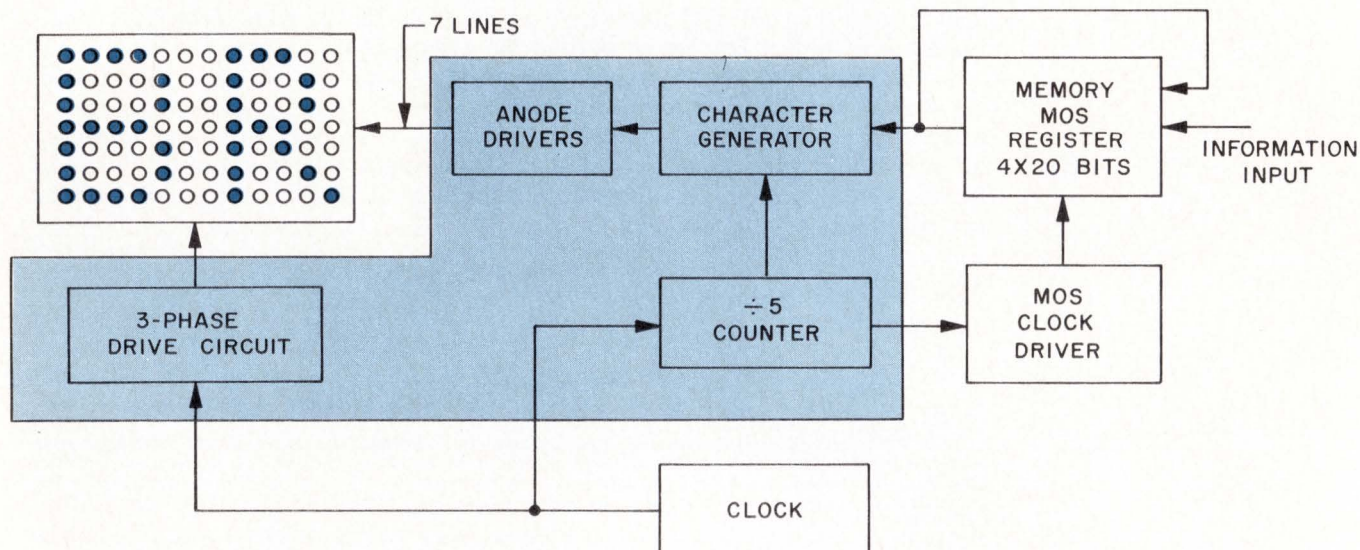 7 LINES
ANODE
DRIVERS
CHARACTER
GENERATOR
MEMORY
MOS
REGISTER
4X20 BITS
INFORMATION
INPUT
3-PHASE
DRIVE CIRCUIT
÷5
COUNTER
MOS
CLOCK
DRIVER
CLOCK